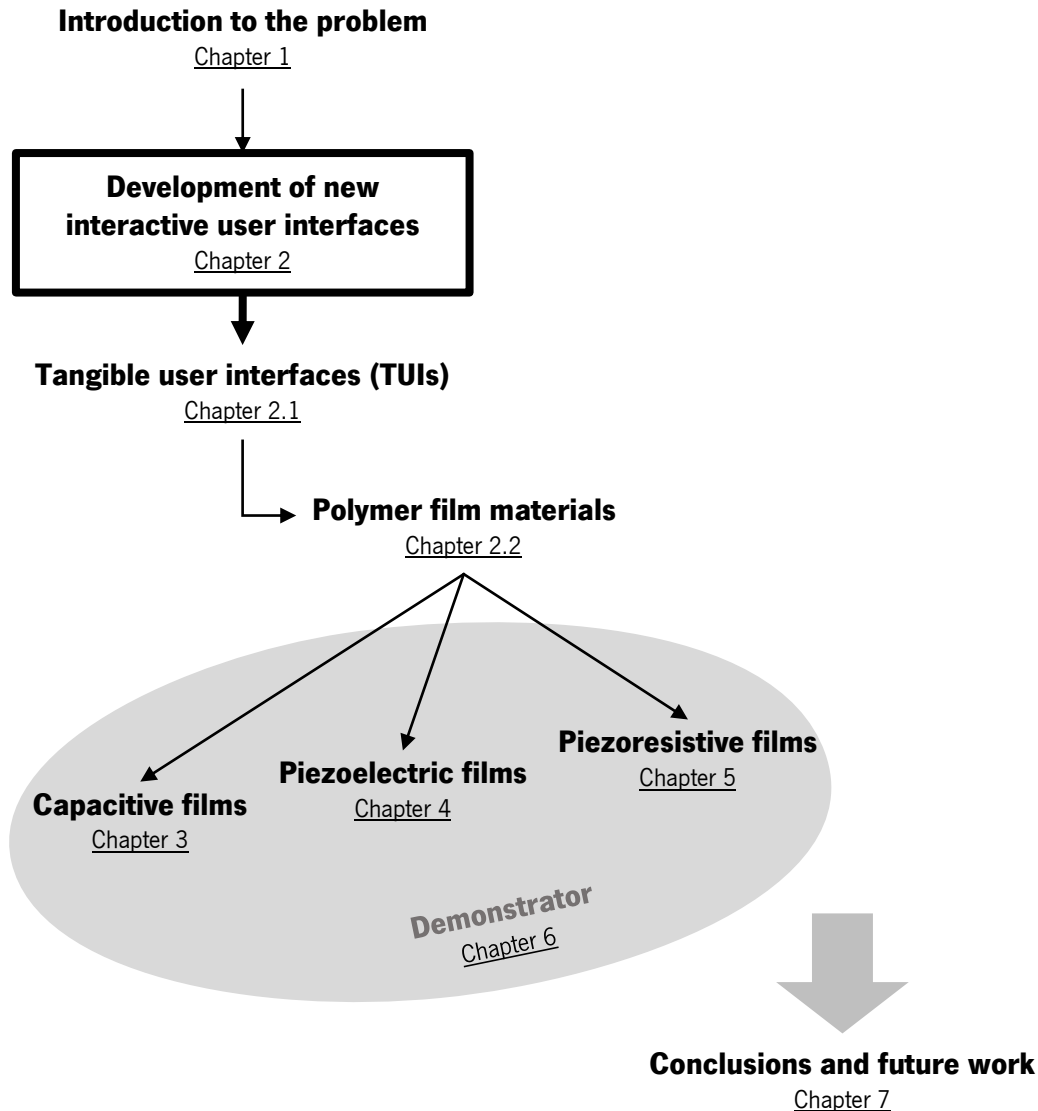 Introduction to the problem
Chapter 1
Development of new
interactive user interfaces
Chapter 2
Tangible user interfaces (TUIs)
Chapter 2.1
Polymer film materials
Chapter 2.2
Capacitive films
Chapter 3
Piezoelectric films
Chapter 4
Piezoresistive films
Chapter 5
Demonstrator
Chapter 6
Conclusions and future work
Chapter 7